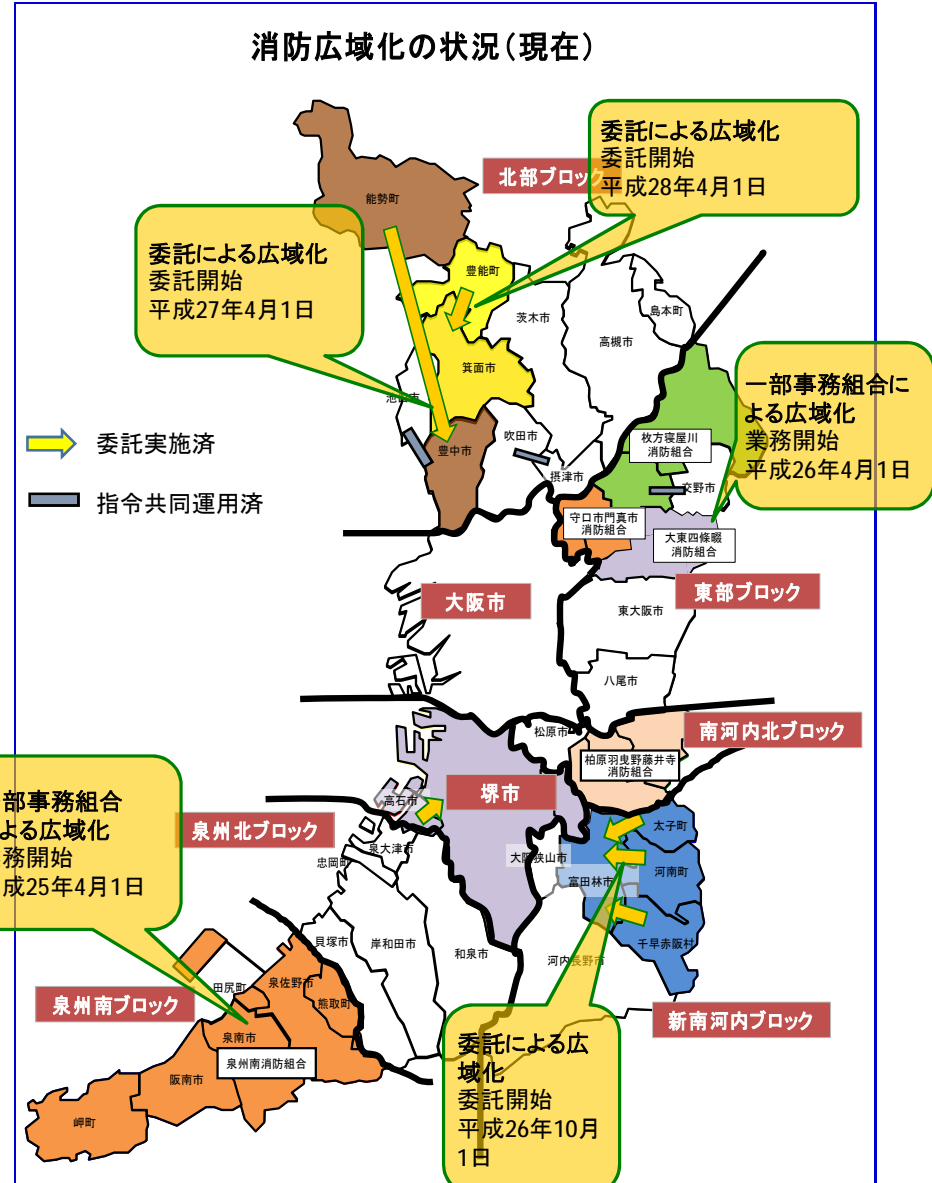 消防広域化の状況(現在)
委託による広域化
委託開始
平成28年4月1日
北部ブロック
能勢町
委託による広域化
委託開始
平成27年4月1日
豊能町
茨木市
島本町
高槻市
箕面市
一部事務組合に
よる広域化
業務開始
平成26年4月1日
池田市
豊中市
吹田市
摂津市
枚方寝屋川
消防組合
交野市
委託実施済
指令共同運用済
守口市門真市
消防組合
大東四條畷
消防組合
東部ブロック
大阪市
東大阪市
八尾市
松原市
南河内北ブロック
柏原羽曳野藤井寺
消防組合
堺市
高石市
部事務組合
よる広域化
務開始
成25年4月1日
泉州北ブロック
泉大津市
忠岡町
大阪狭山市
太子町
富田林市
河南町
千早赤阪村
貝塚市
岸和田市
和泉市
河内長野市
田尻町
泉佐野市
熊取町
泉州南ブロック
泉南市
泉州南消防組合
阪南市
岬町
新南河内ブロック
委託による広
域化
委託開始
平成26年10月
1日